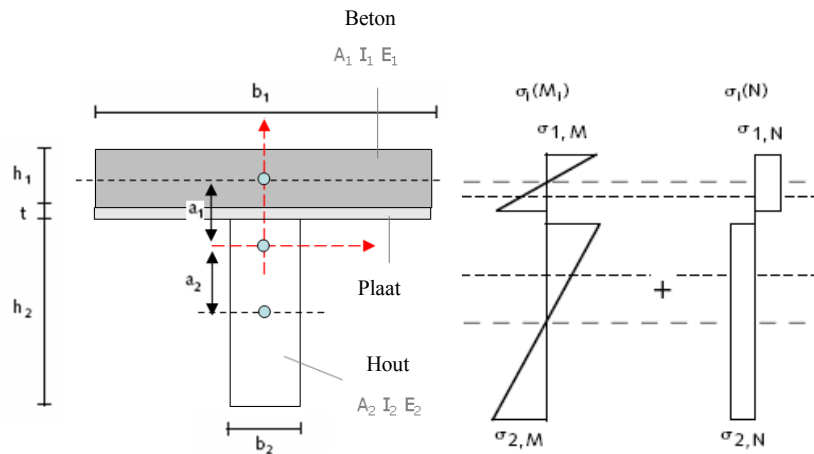 Beton
A₁ I₁ E₁
b₁
σᵢ(Mᵢ)
σᵢ(N)
σ₁,M
σ₁,N
h₁
a₁
t
a₂
Plaat
h₂
+
Hout
A₂ I₂ E₂
b₂
σ₂,M
σ₂,N